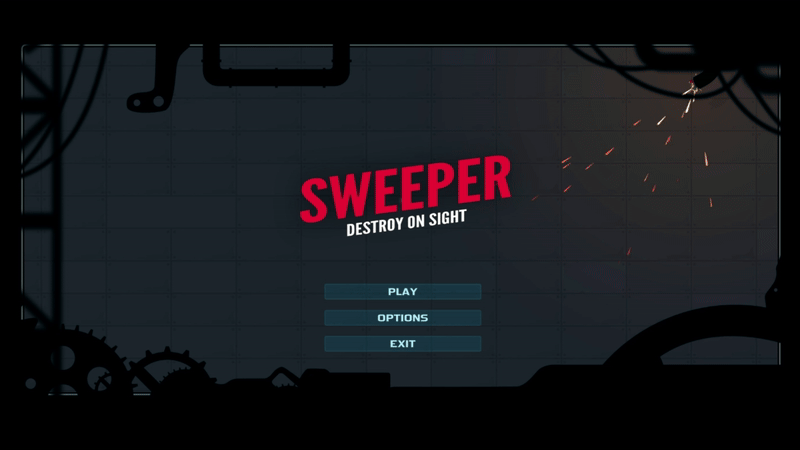 SWEEPER
DESTROY ON SIGHT
PLAY
OPTIONS
EXIT